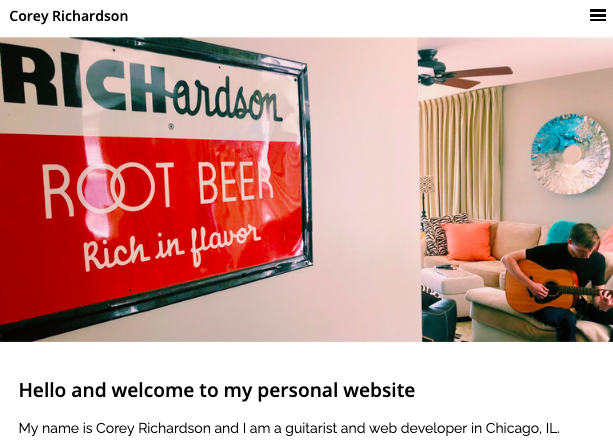 Corey Richardson
RICHardson
®
ROOT BEER
Rich in flavor
Hello and welcome to my personal website
My name is Corey Richardson and I am a guitarist and web developer in Chicago, IL.